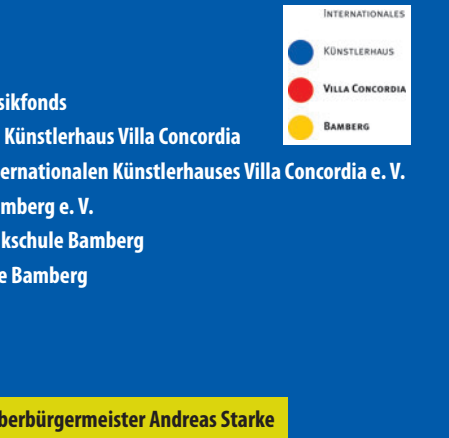 INTERNATIONALES
KÜNSTLERHAUS
VILLA CONCORDIA
BAMBERG
sikfonds
Künstlerhaus Villa Concordia
ernationalen Künstlerhauses Villa Concordia e. V.
mberg e. V.
kschule Bamberg
e Bamberg
berbürgermeister Andreas Starke